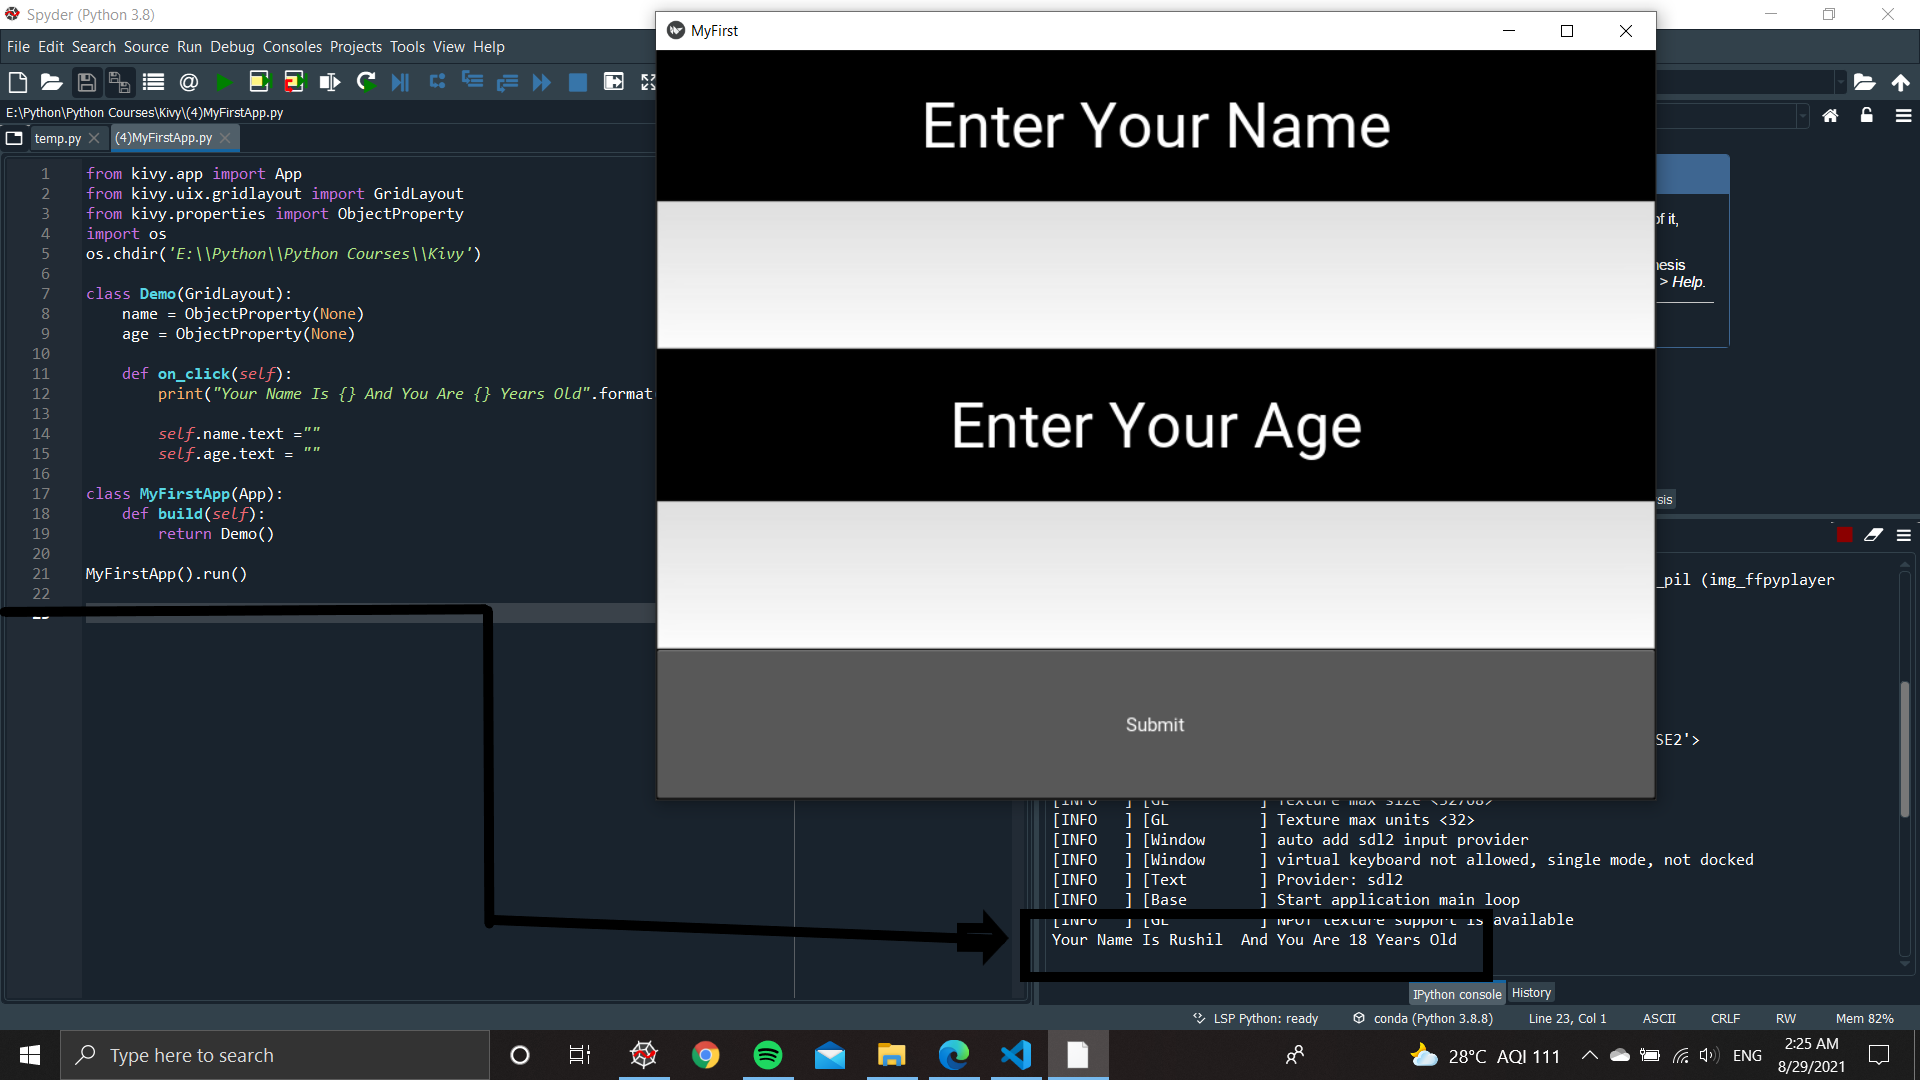 Spyder (Python 3.8)
File Edit Search Source Run Debug Consoles Projects Tools View Help
E:\Python\Python Courses\Kivy\(4)MyFirstApp.py
temp.py
(4)MyFirstApp.py
1 from kivy.app import App
2 from kivy.uix.gridlayout import GridLayout
3 from kivy.properties import ObjectProperty
4 import os
5 os.chdir('E:\\Python\\Python Courses\\Kivy')
6
7 class Demo(GridLayout):
8 name = ObjectProperty(None)
9 age = ObjectProperty(None)
10
11 def on_click(self):
12 print("Your Name Is {} And You Are {} Years Old".format
13
14 self.name.text =""
15 self.age.text = ""
16
17 class MyFirstApp(App):
18 def build(self):
19 return Demo()
20
21 MyFirstApp().run()
22
MyFirst
Enter Your Name
Enter Your Age
Submit
of it,
> Help.
_pil (img_ffpyplayer
SE2'>
[INFO ] [GL ] Texture max size <32768>
[INFO ] [GL ] Texture max units <32>
[INFO ] [Window ] auto add sdl2 input provider
[INFO ] [Window ] virtual keyboard not allowed, single mode, not docked
[INFO ] [Text ] Provider: sdl2
[INFO ] [Base ] Start application main loop
[INFO ] [GL ] NPOT texture support is available
Your Name Is Rushil  And You Are 18 Years Old
IPython console
History
LSP Python: ready
conda (Python 3.8.8)
Line 23, Col 1
ASCII
CRLF
RW
Mem 82%
Type here to search
28°C AQI 111
ENG
2:25 AM
8/29/2021